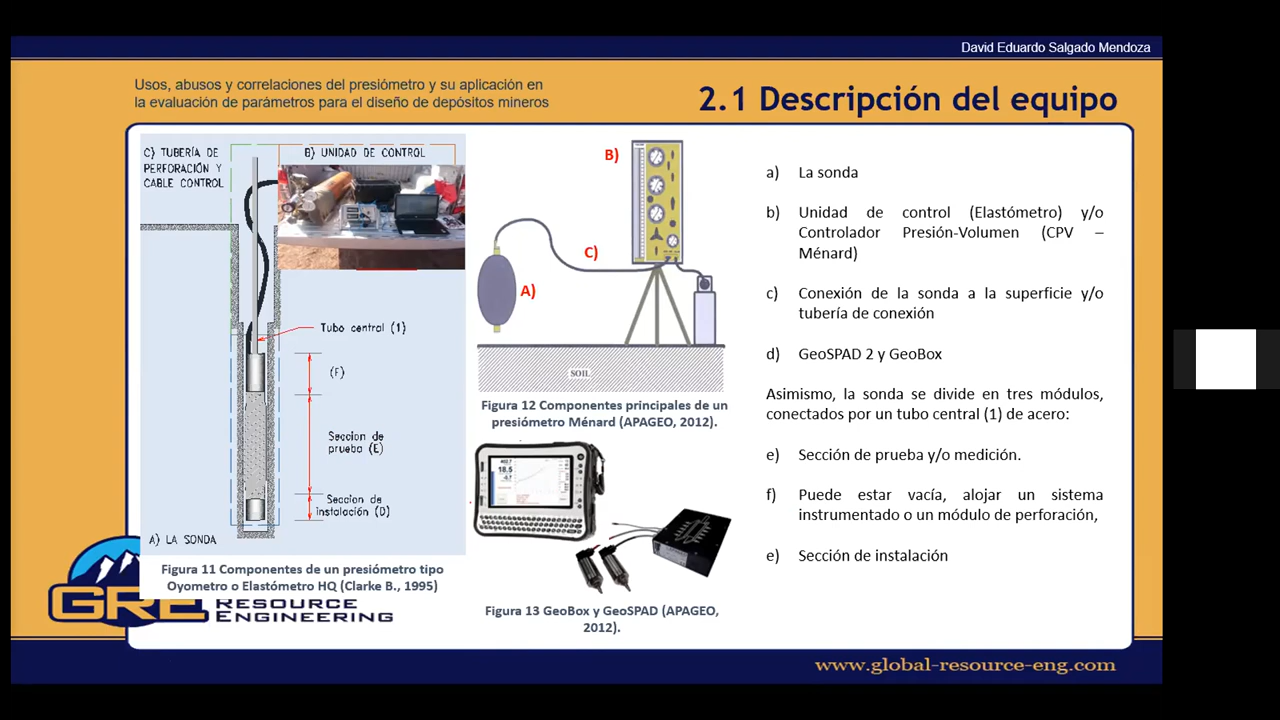 David Eduardo Salgado Mendoza
Usos, abusos y correlaciones del presiómetro y su aplicación en
la evaluación de parámetros para el diseño de depósitos mineros
2.1 Descripción del equipo
C) TUBERÍA DE
PERFORACIÓN Y
CABLE CONTROL
B) UNIDAD DE CONTROL
Tubo central (1)
(F)
Seccion de
prueba (E)
Seccion de
instalación (D)
A) LA SONDA
Figura 11 Componentes de un presiómetro tipo
Oyometro o Elastómetro HQ (Clarke B., 1995)
B)
C)
A)
SOIL
Figura 12 Componentes principales de un
presiómetro Ménard (APAGEO, 2012).
18.5
Figura 13 GeoBox y GeoSPAD (APAGEO,
2012).
a) La sonda
b) Unidad de control (Elastómetro) y/o
Controlador Presión-Volumen (CPV –
Ménard)
c) Conexión de la sonda a la superficie y/o
tubería de conexión
d) GeoSPAD 2 y GeoBox
Asimismo, la sonda se divide en tres módulos,
conectados por un tubo central (1) de acero:
e) Sección de prueba y/o medición.
f) Puede estar vacía, alojar un sistema
instrumentado o un módulo de perforación,
e) Sección de instalación
GRE
RESOURCE
ENGINEERING
www.global-resource-eng.com